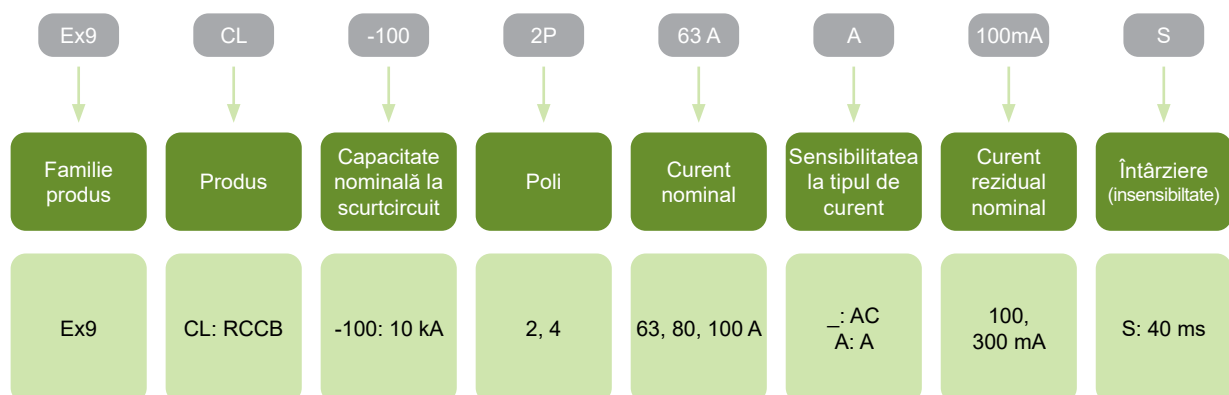 Ex9
CL
-100
2P
63 A
A
100mA
S
Familie
produs
Produs
Capacitate
nominală la
scurtcircuit
Poli
Curent
nominal
Sensibilitatea
la tipul de
curent
Curent
rezidual
nominal
Întârziere
(insensibiltate)
Ex9
CL: RCCB
-100: 10 kA
2, 4
63, 80, 100 A
_: AC
A: A
100,
300 mA
S: 40 ms